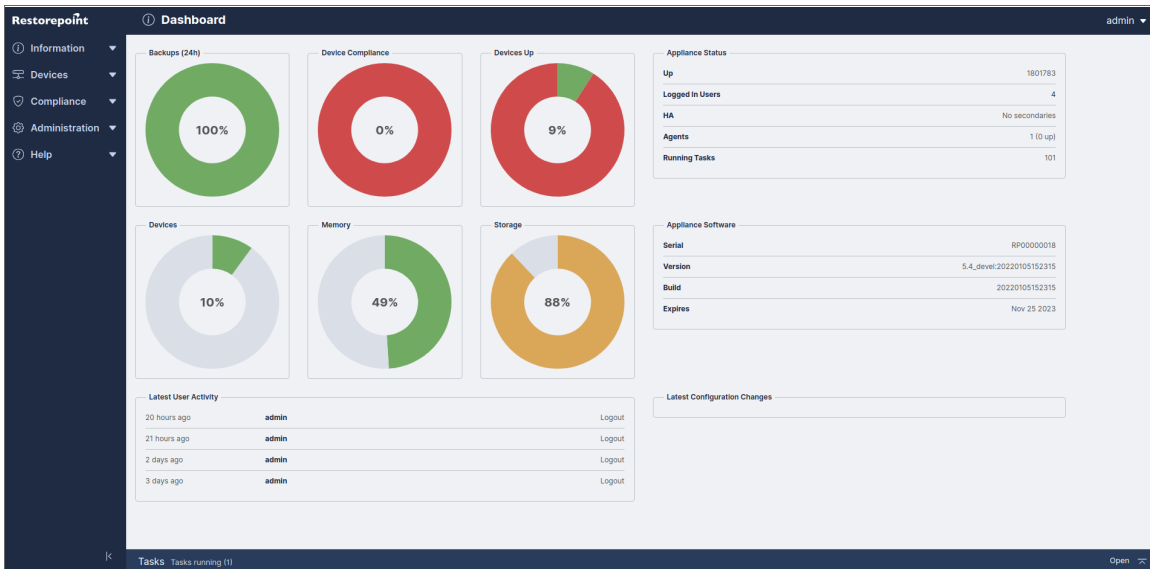 Restorepoint
Dashboard
admin
Information
Devices
Compliance
Administration
Help
Backups (24h)
100%
Device Compliance
0%
Devices Up
9%
Appliance Status
Up 1801783
Logged In Users 4
HA No secondaries
Agents 1 (0 up)
Running Tasks 101
Devices
10%
Memory
49%
Storage
88%
Appliance Software
Serial RP00000018
Version 5.4_devel:20220105152315
Build 20220105152315
Expires Nov 25 2023
Latest User Activity
20 hours ago admin Logout
21 hours ago admin Logout
2 days ago admin Logout
3 days ago admin Logout
Latest Configuration Changes
Tasks Tasks running (1)
Open